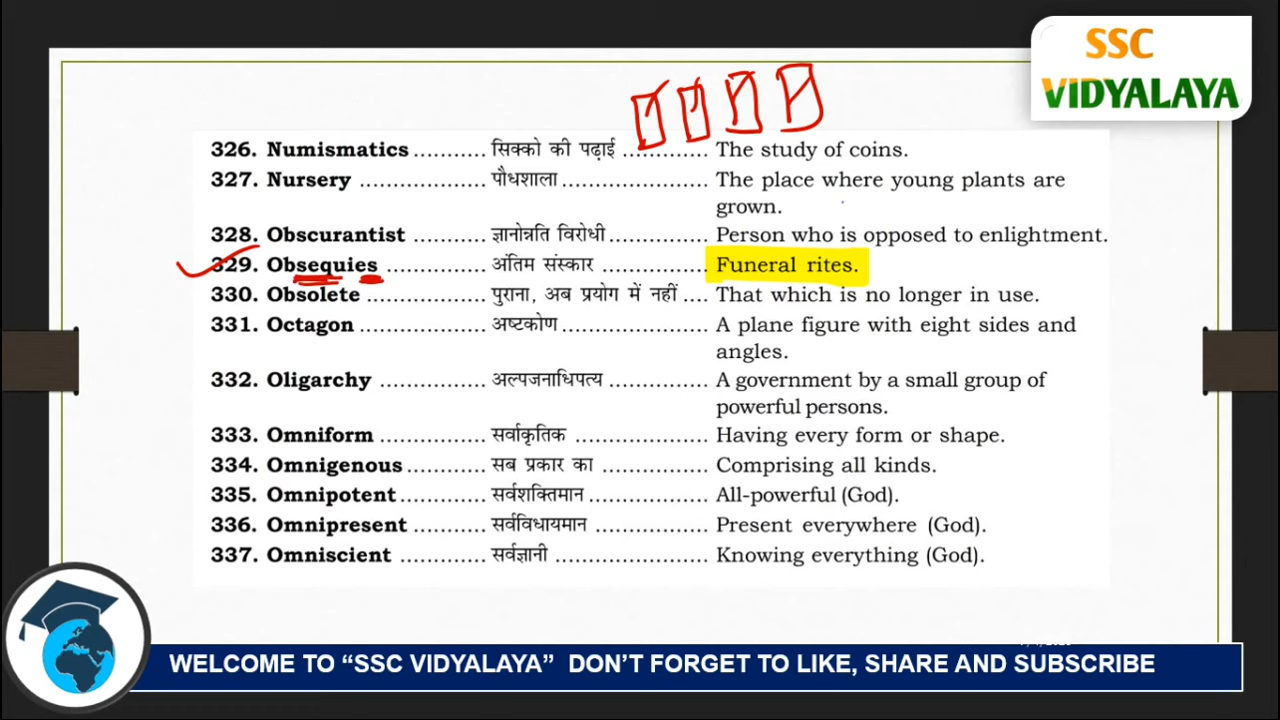 SSC
VIDYALAYA
326. Numismatics ........... सिक्को की पढ़ाई ............. The study of coins.
327. Nursery ................. पौधशाला .................... The place where young plants are
grown.
328. Obscurantist .......... ज्ञानोन्नति विरोधी ............. Person who is opposed to enlightment.
329. Obsequies ............. अंतिम संस्कार ............... Funeral rites.
330. Obsolete ................ पुराना, अब प्रयोग में नहीं .... That which is no longer in use.
331. Octagon ................. अष्टकोण .................... A plane figure with eight sides and
angles.
332. Oligarchy .............. अल्पजनाधिपत्य ............. A government by a small group of
powerful persons.
333. Omniform .............. सर्वाकृतिक ................... Having every form or shape.
334. Omnigenous ........... सब प्रकार का ............... Comprising all kinds.
335. Omnipotent ........... सर्वशक्तिमान ................ All-powerful (God).
336. Omnipresent .......... सर्वविधायमान ............... Present everywhere (God).
337. Omniscient ........... सर्वज्ञानी .................... Knowing everything (God).
WELCOME TO “SSC VIDYALAYA” DON’T FORGET TO LIKE, SHARE AND SUBSCRIBE